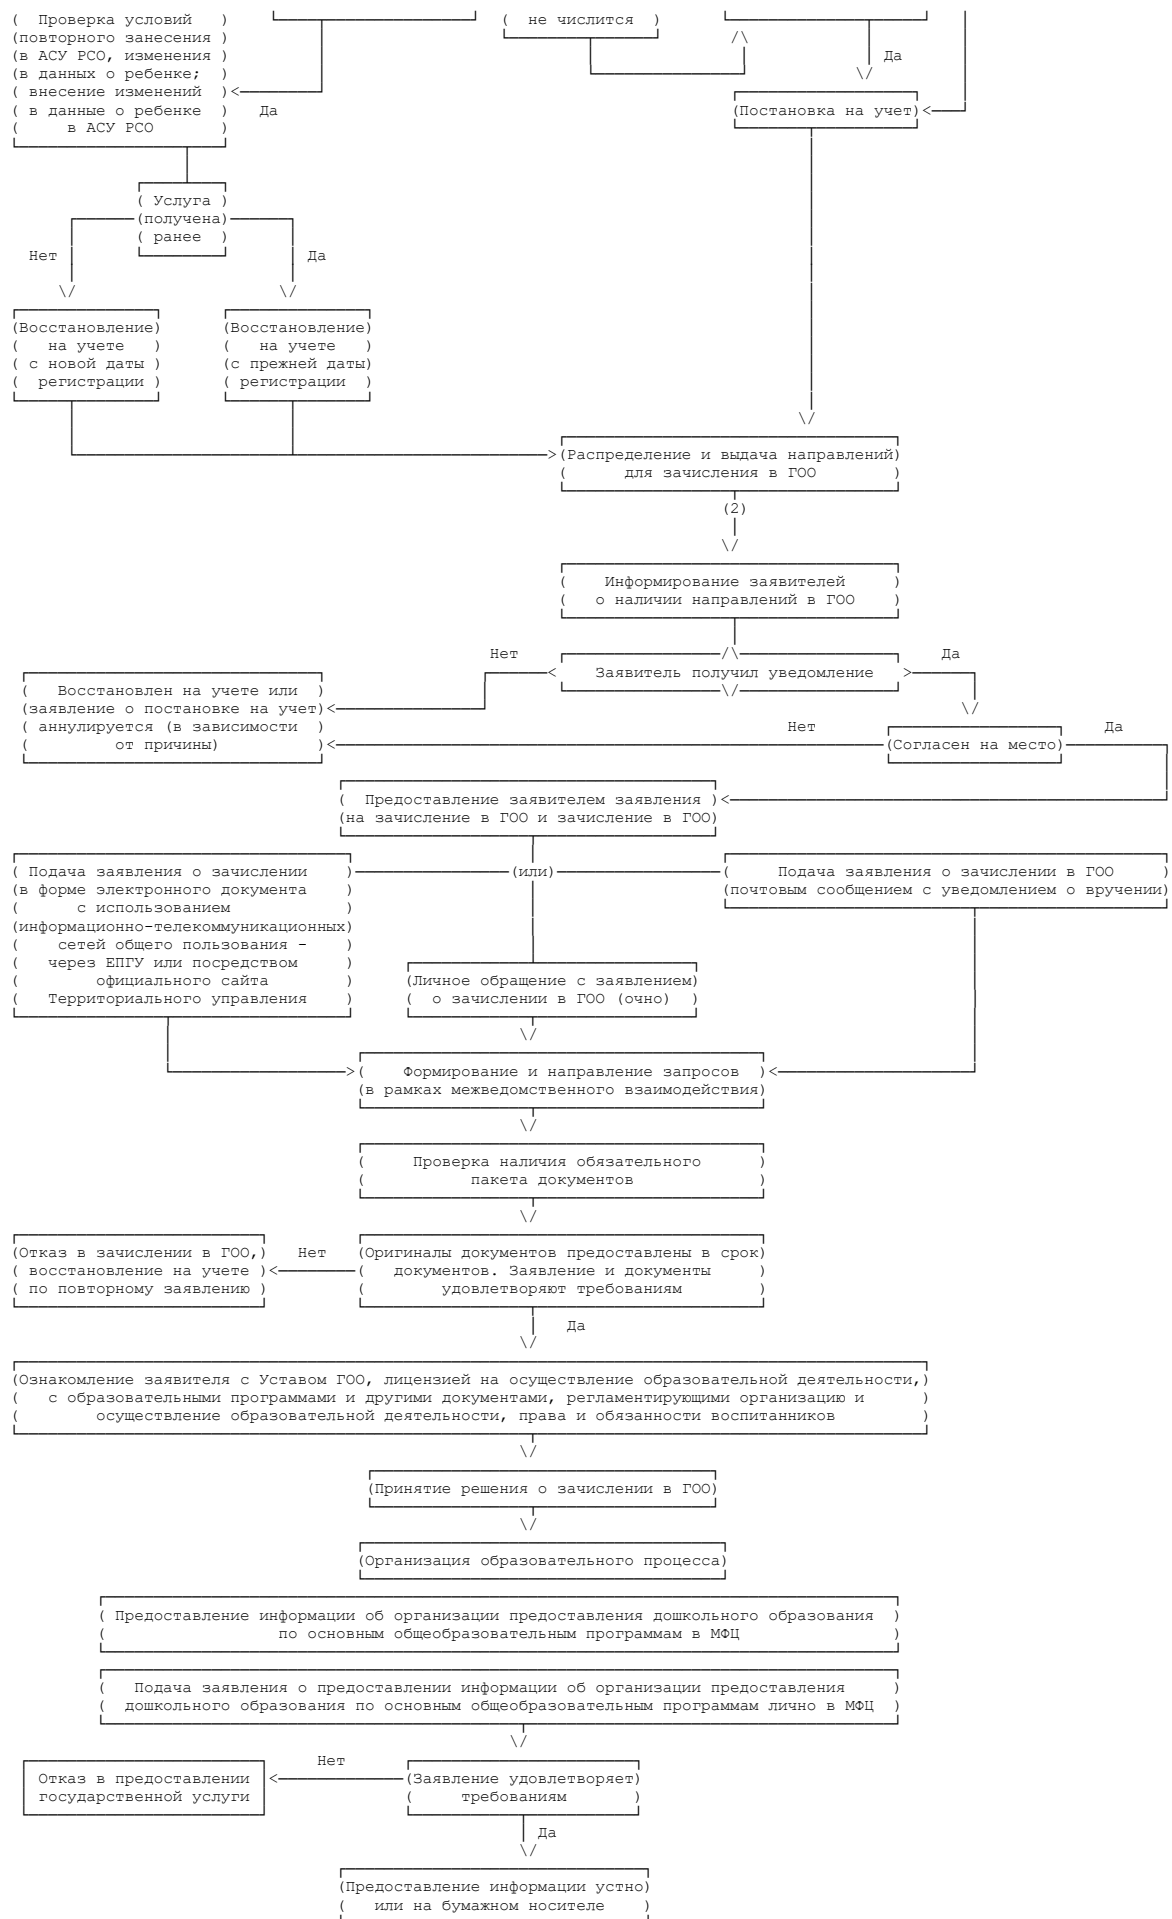 Проверка условий
(повторного занесения )
(в АСУ РСО, изменения )
(в данных о ребенке; )
( внесение изменений )
( в данные о ребенке )
( в АСУ РСО )
Да
( не числится )
Да
(Постановка на учет)
( Услуга )
(получена)
( ранее )
Нет
Да
(Восстановление)
( на учете )
( с новой даты )
( регистрации )
(Восстановление)
( на учете )
(с прежней даты)
( регистрации )
(Распределение и выдача направлений)
( для зачисления в ГОО )
(2)
( Информирование заявителей )
( о наличии направлений в ГОО )
Нет
Да
< Заявитель получил уведомление >
( Восстановлен на учете или )
(заявление о постановке на учет)
( аннулируется (в зависимости )
( от причины) )
Нет
Да
(Согласен на место)
( Предоставление заявителем заявления )
(на зачисление в ГОО и зачисление в ГОО)
( Подача заявления о зачислении )
(в форме электронного документа )
( с использованием )
(информационно-телекоммуникационных)
( сетей общего пользования - )
( через ЕПГУ или посредством )
( официального сайта )
( Территориального управления )
(или)
( Подача заявления о зачислении в ГОО )
(почтовым сообщением с уведомлением о вручении)
(Личное обращение с заявлением)
( о зачислении в ГОО (очно) )
( Формирование и направление запросов )
(в рамках межведомственного взаимодействия)
( Проверка наличия обязательного )
( пакета документов )
(Отказ в зачислении в ГОО,)
( восстановление на учете )
( по повторному заявлению )
Нет
(Оригиналы документов предоставлены в срок)
( документов. Заявление и документы )
( удовлетворяют требованиям )
Да
(Ознакомление заявителя с Уставом ГОО, лицензией на осуществление образовательной деятельности,)
( с образовательными программами и другими документами, регламентирующими организацию и )
( осуществление образовательной деятельности, права и обязанности воспитанников )
(Принятие решения о зачислении в ГОО)
(Организация образовательного процесса)
( Предоставление информации об организации предоставления дошкольного образования )
( по основным общеобразовательным программам в МФЦ )
( Подача заявления о предоставлении информации об организации предоставления )
( дошкольного образования по основным общеобразовательным программам лично в МФЦ )
Нет
Отказ в предоставлении
государственной услуги
(Заявление удовлетворяет)
( требованиям )
Да
(Предоставление информации устно)
( или на бумажном носителе )